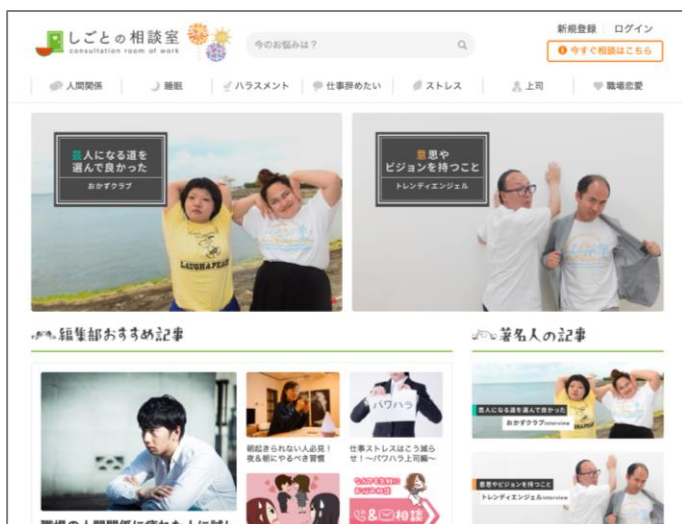 しごとの相談室
consultation room of work
今のお悩みは？
新規登録 ログイン
今すぐ相談はこちら
人間関係 睡眠 ハラスメント 仕事辞めたい ストレス 上司 職場恋愛
芸人になる道を
選んで良かった
おかずクラブ
意思や
ビジョンを持つこと
トレンディエンジェル
LAUGH&PEACE
編集部おすすめ記事
著名人の記事
パワハラ
朝起きられない人必見！
夜&朝にやるべき習慣
仕事ストレスはこう減ら
せ！〜パワハラ上司編〜
芸人になる道を選んで良かった
おかずクラブinterview
意思やビジョンを持つこと
トレンディエンジェルinterview
&相談